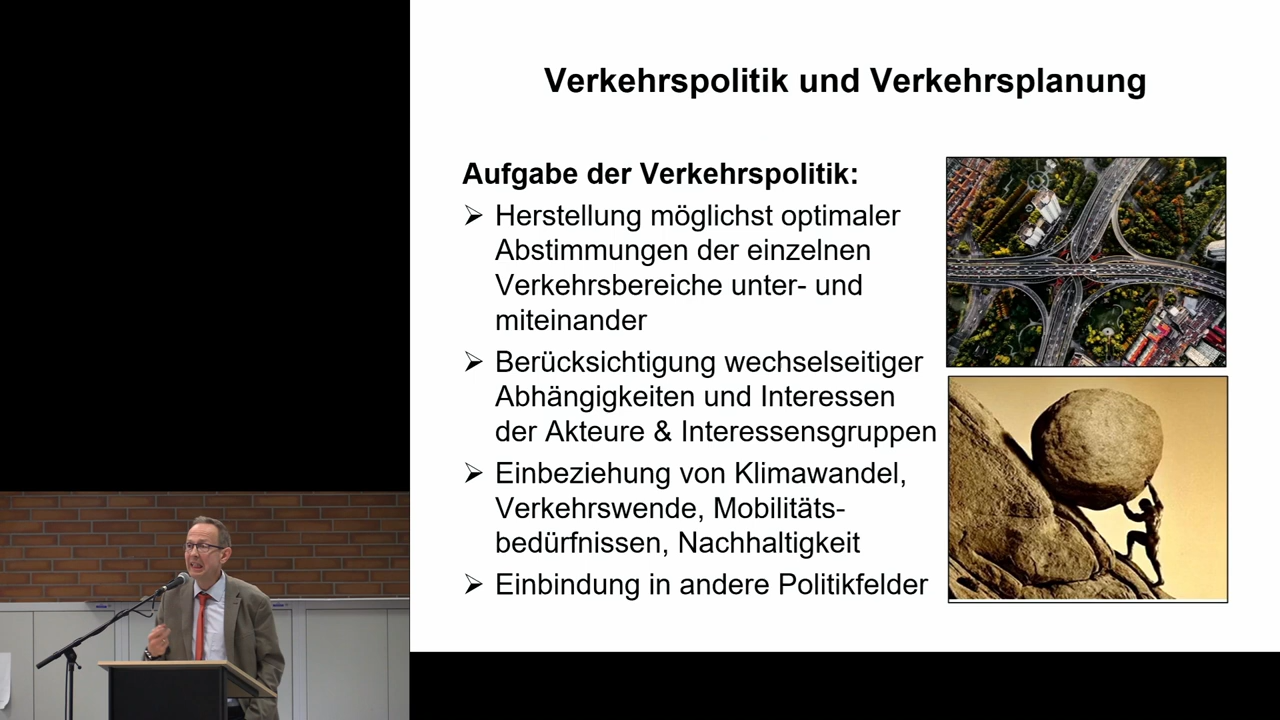 Verkehrspolitik und Verkehrsplanung
Aufgabe der Verkehrspolitik:
Herstellung möglichst optimaler
Abstimmungen der einzelnen
Verkehrsbereiche unter- und
miteinander
Berücksichtigung wechselseitiger
Abhängigkeiten und Interessen
der Akteure & Interessensgruppen
Einbeziehung von Klimawandel,
Verkehrswende, Mobilitäts-
bedürfnissen, Nachhaltigkeit
Einbindung in andere Politikfelder